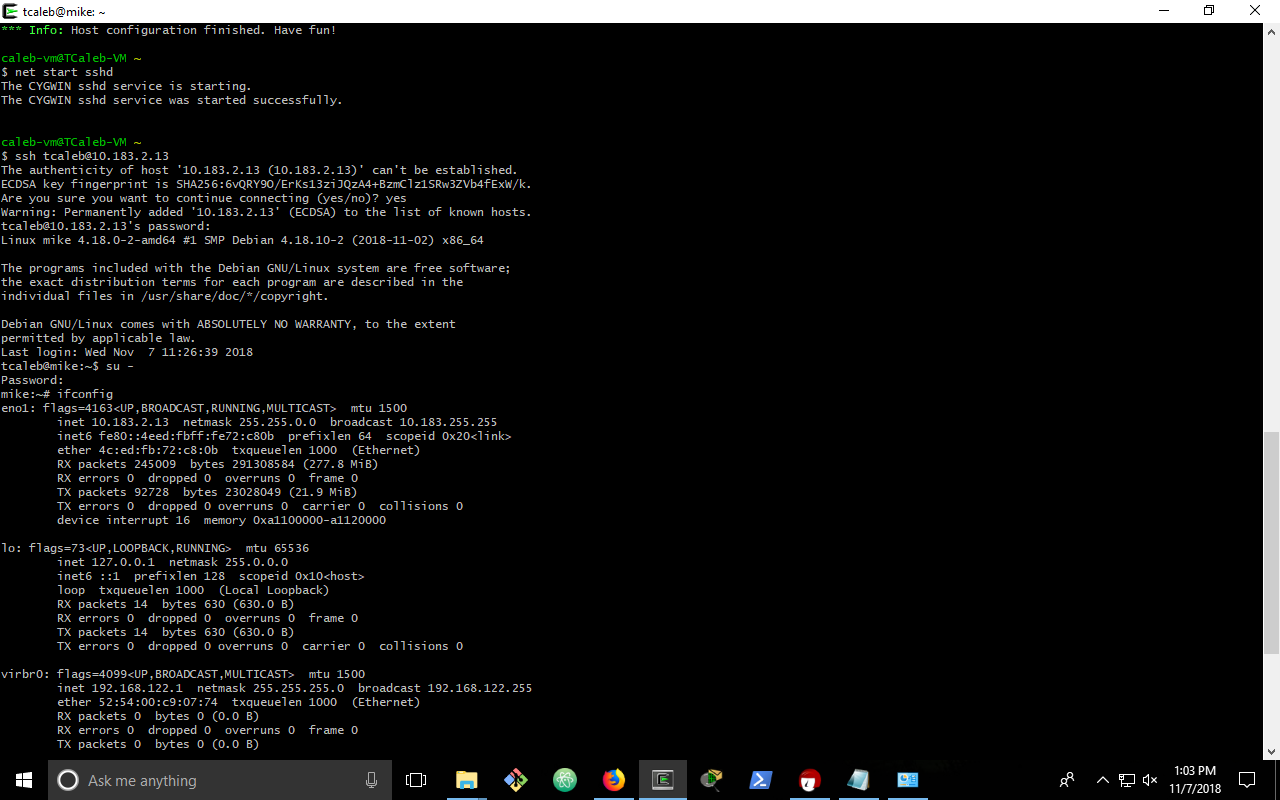 tcaleb@mike: ~
*** Info: Host configuration finished. Have fun!
caleb-vm@TCaleb-VM ~
$ net start sshd
The CYGWIN sshd service is starting.
The CYGWIN sshd service was started successfully.
caleb-vm@TCaleb-VM ~
$ ssh tcaleb@10.183.2.13
The authenticity of host '10.183.2.13 (10.183.2.13)' can't be established.
ECDSA key fingerprint is SHA256:6vQRY9O/ErKs13ziJQzA4+BzmClz1SRw3ZVb4fExW/k.
Are you sure you want to continue connecting (yes/no)? yes
Warning: Permanently added '10.183.2.13' (ECDSA) to the list of known hosts.
tcaleb@10.183.2.13's password:
Linux mike 4.18.0-2-amd64 #1 SMP Debian 4.18.10-2 (2018-11-02) x86_64
The programs included with the Debian GNU/Linux system are free software;
the exact distribution terms for each program are described in the
individual files in /usr/share/doc/*/copyright.
Debian GNU/Linux comes with ABSOLUTELY NO WARRANTY, to the extent
permitted by applicable law.
Last login: Wed Nov  7 11:26:39 2018
tcaleb@mike:~$ su -
Password:
mike:~# ifconfig
eno1: flags=4163<UP,BROADCAST,RUNNING,MULTICAST>  mtu 1500
inet 10.183.2.13  netmask 255.255.0.0  broadcast 10.183.255.255
inet6 fe80::4eed:fbff:fe72:c80b  prefixlen 64  scopeid 0x20<link>
ether 4c:ed:fb:72:c8:0b  txqueuelen 1000  (Ethernet)
RX packets 245009  bytes 291308584 (277.8 MiB)
RX errors 0  dropped 0  overruns 0  frame 0
TX packets 92728  bytes 23028049 (21.9 MiB)
TX errors 0  dropped 0 overruns 0  carrier 0  collisions 0
device interrupt 16  memory 0xa1100000-a1120000
lo: flags=73<UP,LOOPBACK,RUNNING>  mtu 65536
inet 127.0.0.1  netmask 255.0.0.0
inet6 ::1  prefixlen 128  scopeid 0x10<host>
loop  txqueuelen 1000  (Local Loopback)
RX packets 14  bytes 630 (630.0 B)
RX errors 0  dropped 0  overruns 0  frame 0
TX packets 14  bytes 630 (630.0 B)
TX errors 0  dropped 0 overruns 0  carrier 0  collisions 0
virbr0: flags=4099<UP,BROADCAST,MULTICAST>  mtu 1500
inet 192.168.122.1  netmask 255.255.255.0  broadcast 192.168.122.255
ether 52:54:00:c9:07:74  txqueuelen 1000  (Ethernet)
RX packets 0  bytes 0 (0.0 B)
RX errors 0  dropped 0  overruns 0  frame 0
TX packets 0  bytes 0 (0.0 B)
Ask me anything
1:03 PM
11/7/2018